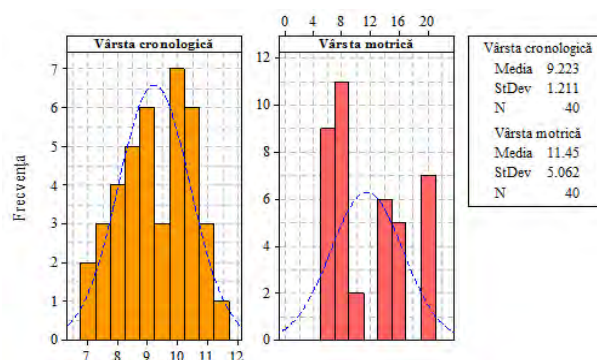 0 4 8 12 16 20
Vârsta cronologică
Vârsta motrică
Frecvența
7
6
5
4
3
2
1
0
7 8 9 10 11 12
12
10
8
6
4
2
0
Vârsta cronologică
Media 9.223
StDev 1.211
N 40
Vârsta motrică
Media 11.45
StDev 5.062
N 40